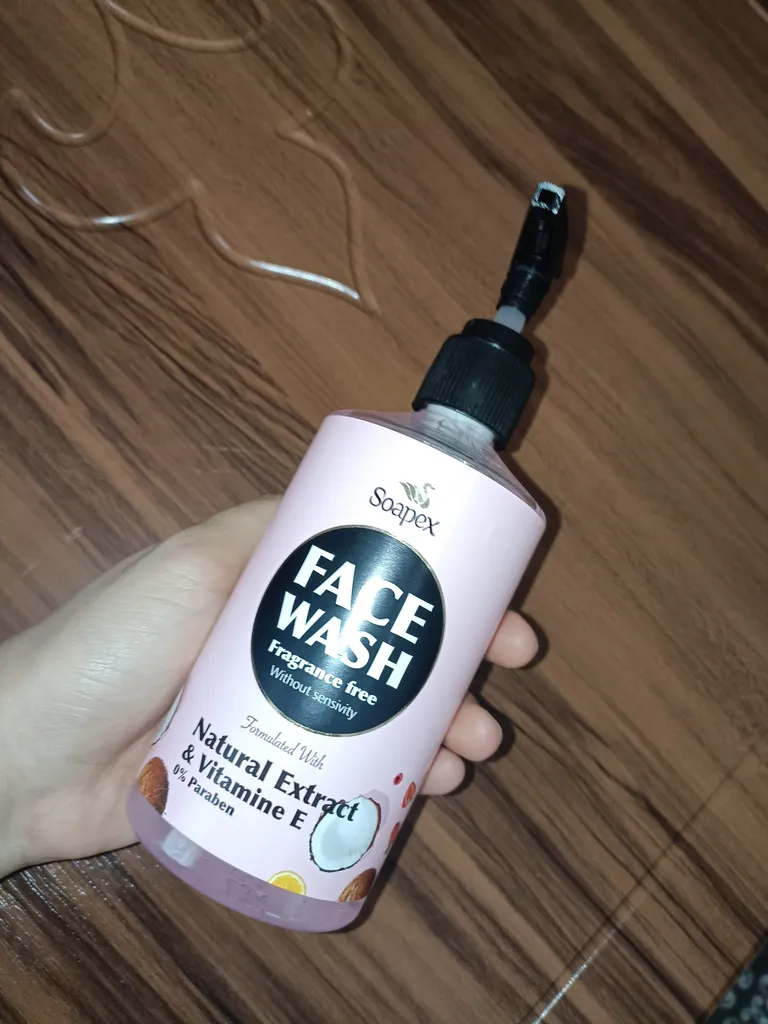 Soapex
FACE
WASH
Fragrance free
Without sensivity
Formulated With
Natural Extract
& Vitamine E
0% Paraben